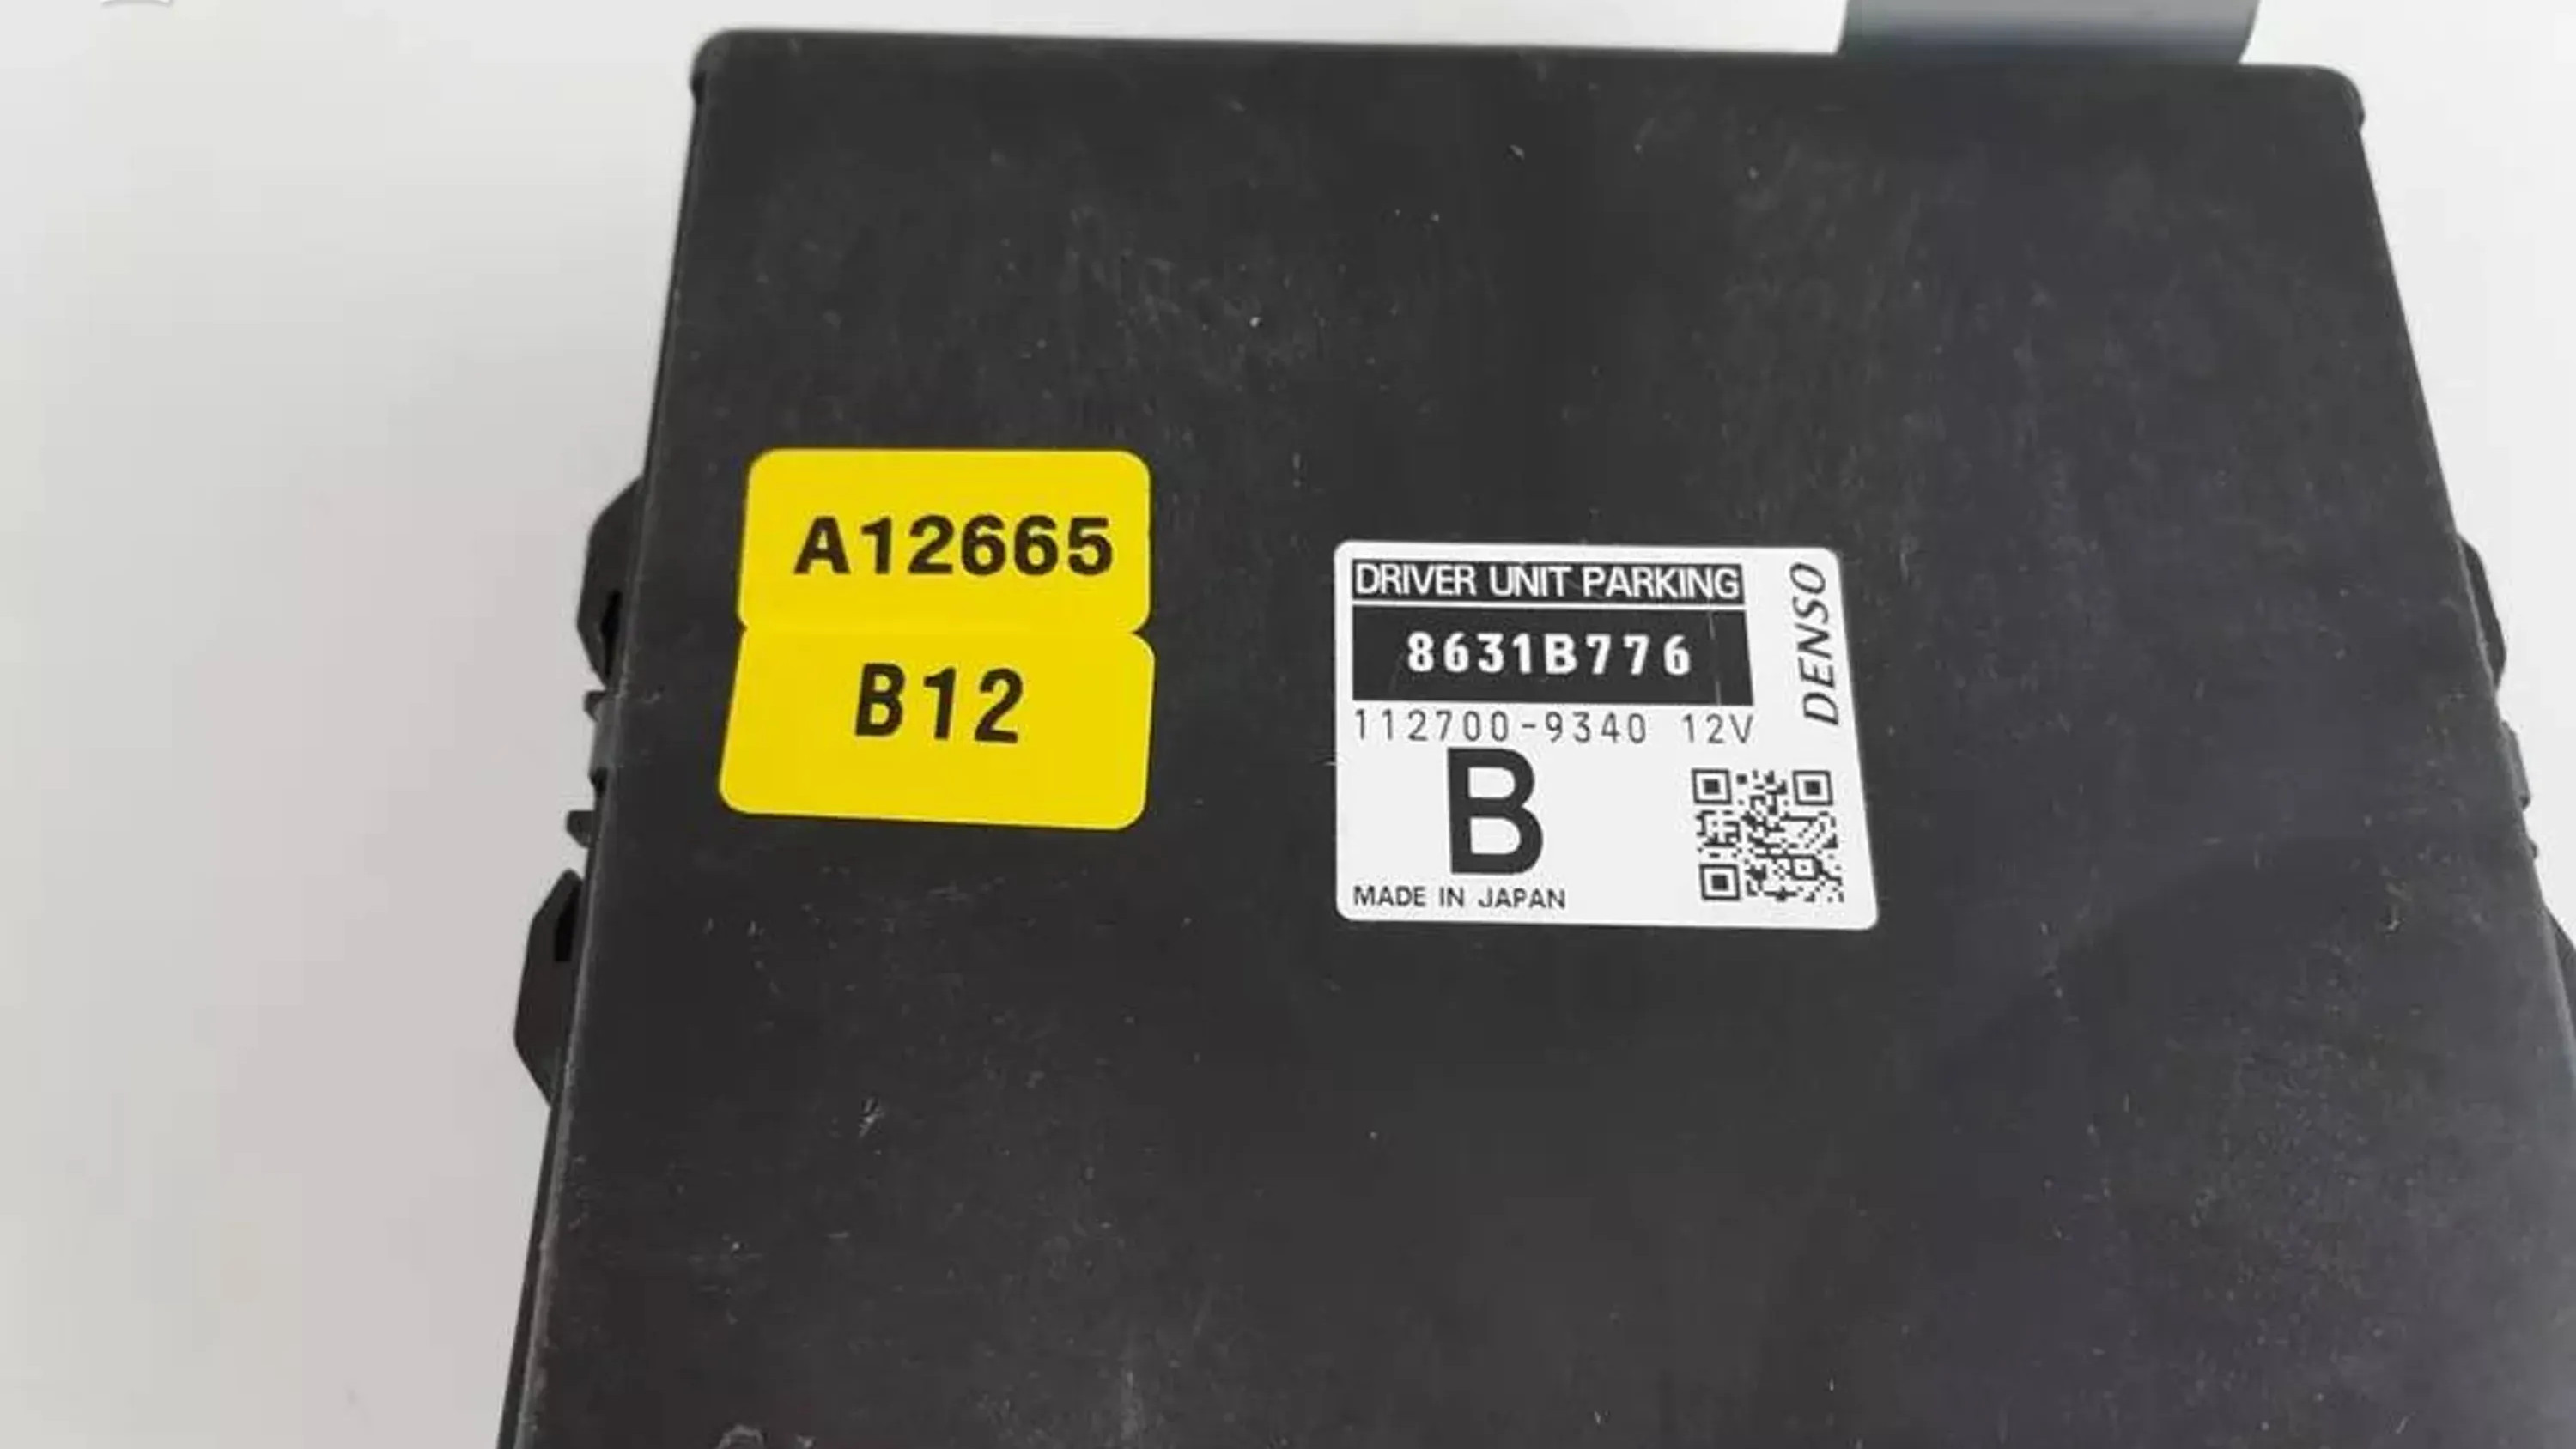 A12665
B12
DRIVER UNIT PARKING
8631B776
112700-9340 12V
B
MADE IN JAPAN
DENSO